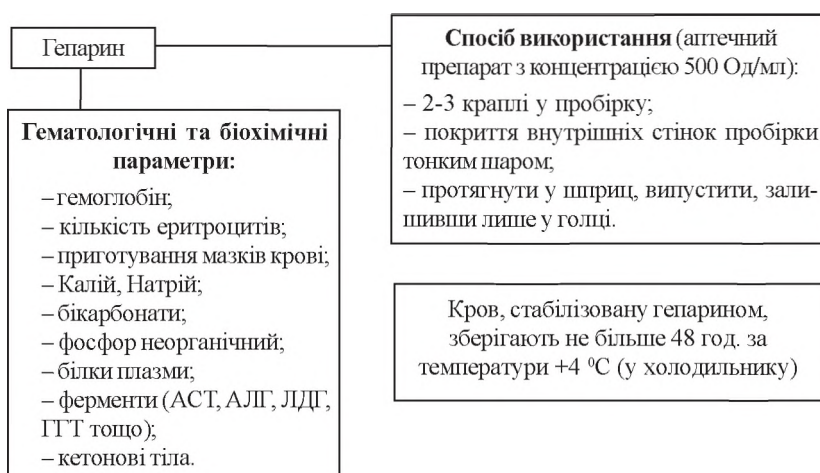 Гепарин
Спосіб використання (аптечний
препарат з концентрацією 500 Од/мл):
– 2-3 краплі у пробірку;
– покриття внутрішніх стінок пробірки
тонким шаром;
– протягнути у шприц, випустити, зали-
шивши лише у голці.
Гематологічні та біохімічні
параметри:
– гемоглобін;
– кількість еритроцитів;
– приготування мазків крові;
– Калій, Натрій;
– бікарбонати;
– фосфор неорганічний;
– білки плазми;
– ферменти (АСТ, АЛГ, ЛДГ,
ГГТ тощо);
– кетонові тіла.
Кров, стабілізовану гепарином,
зберігають не більше 48 год. за
температури +4 ⁰С (у холодильнику)